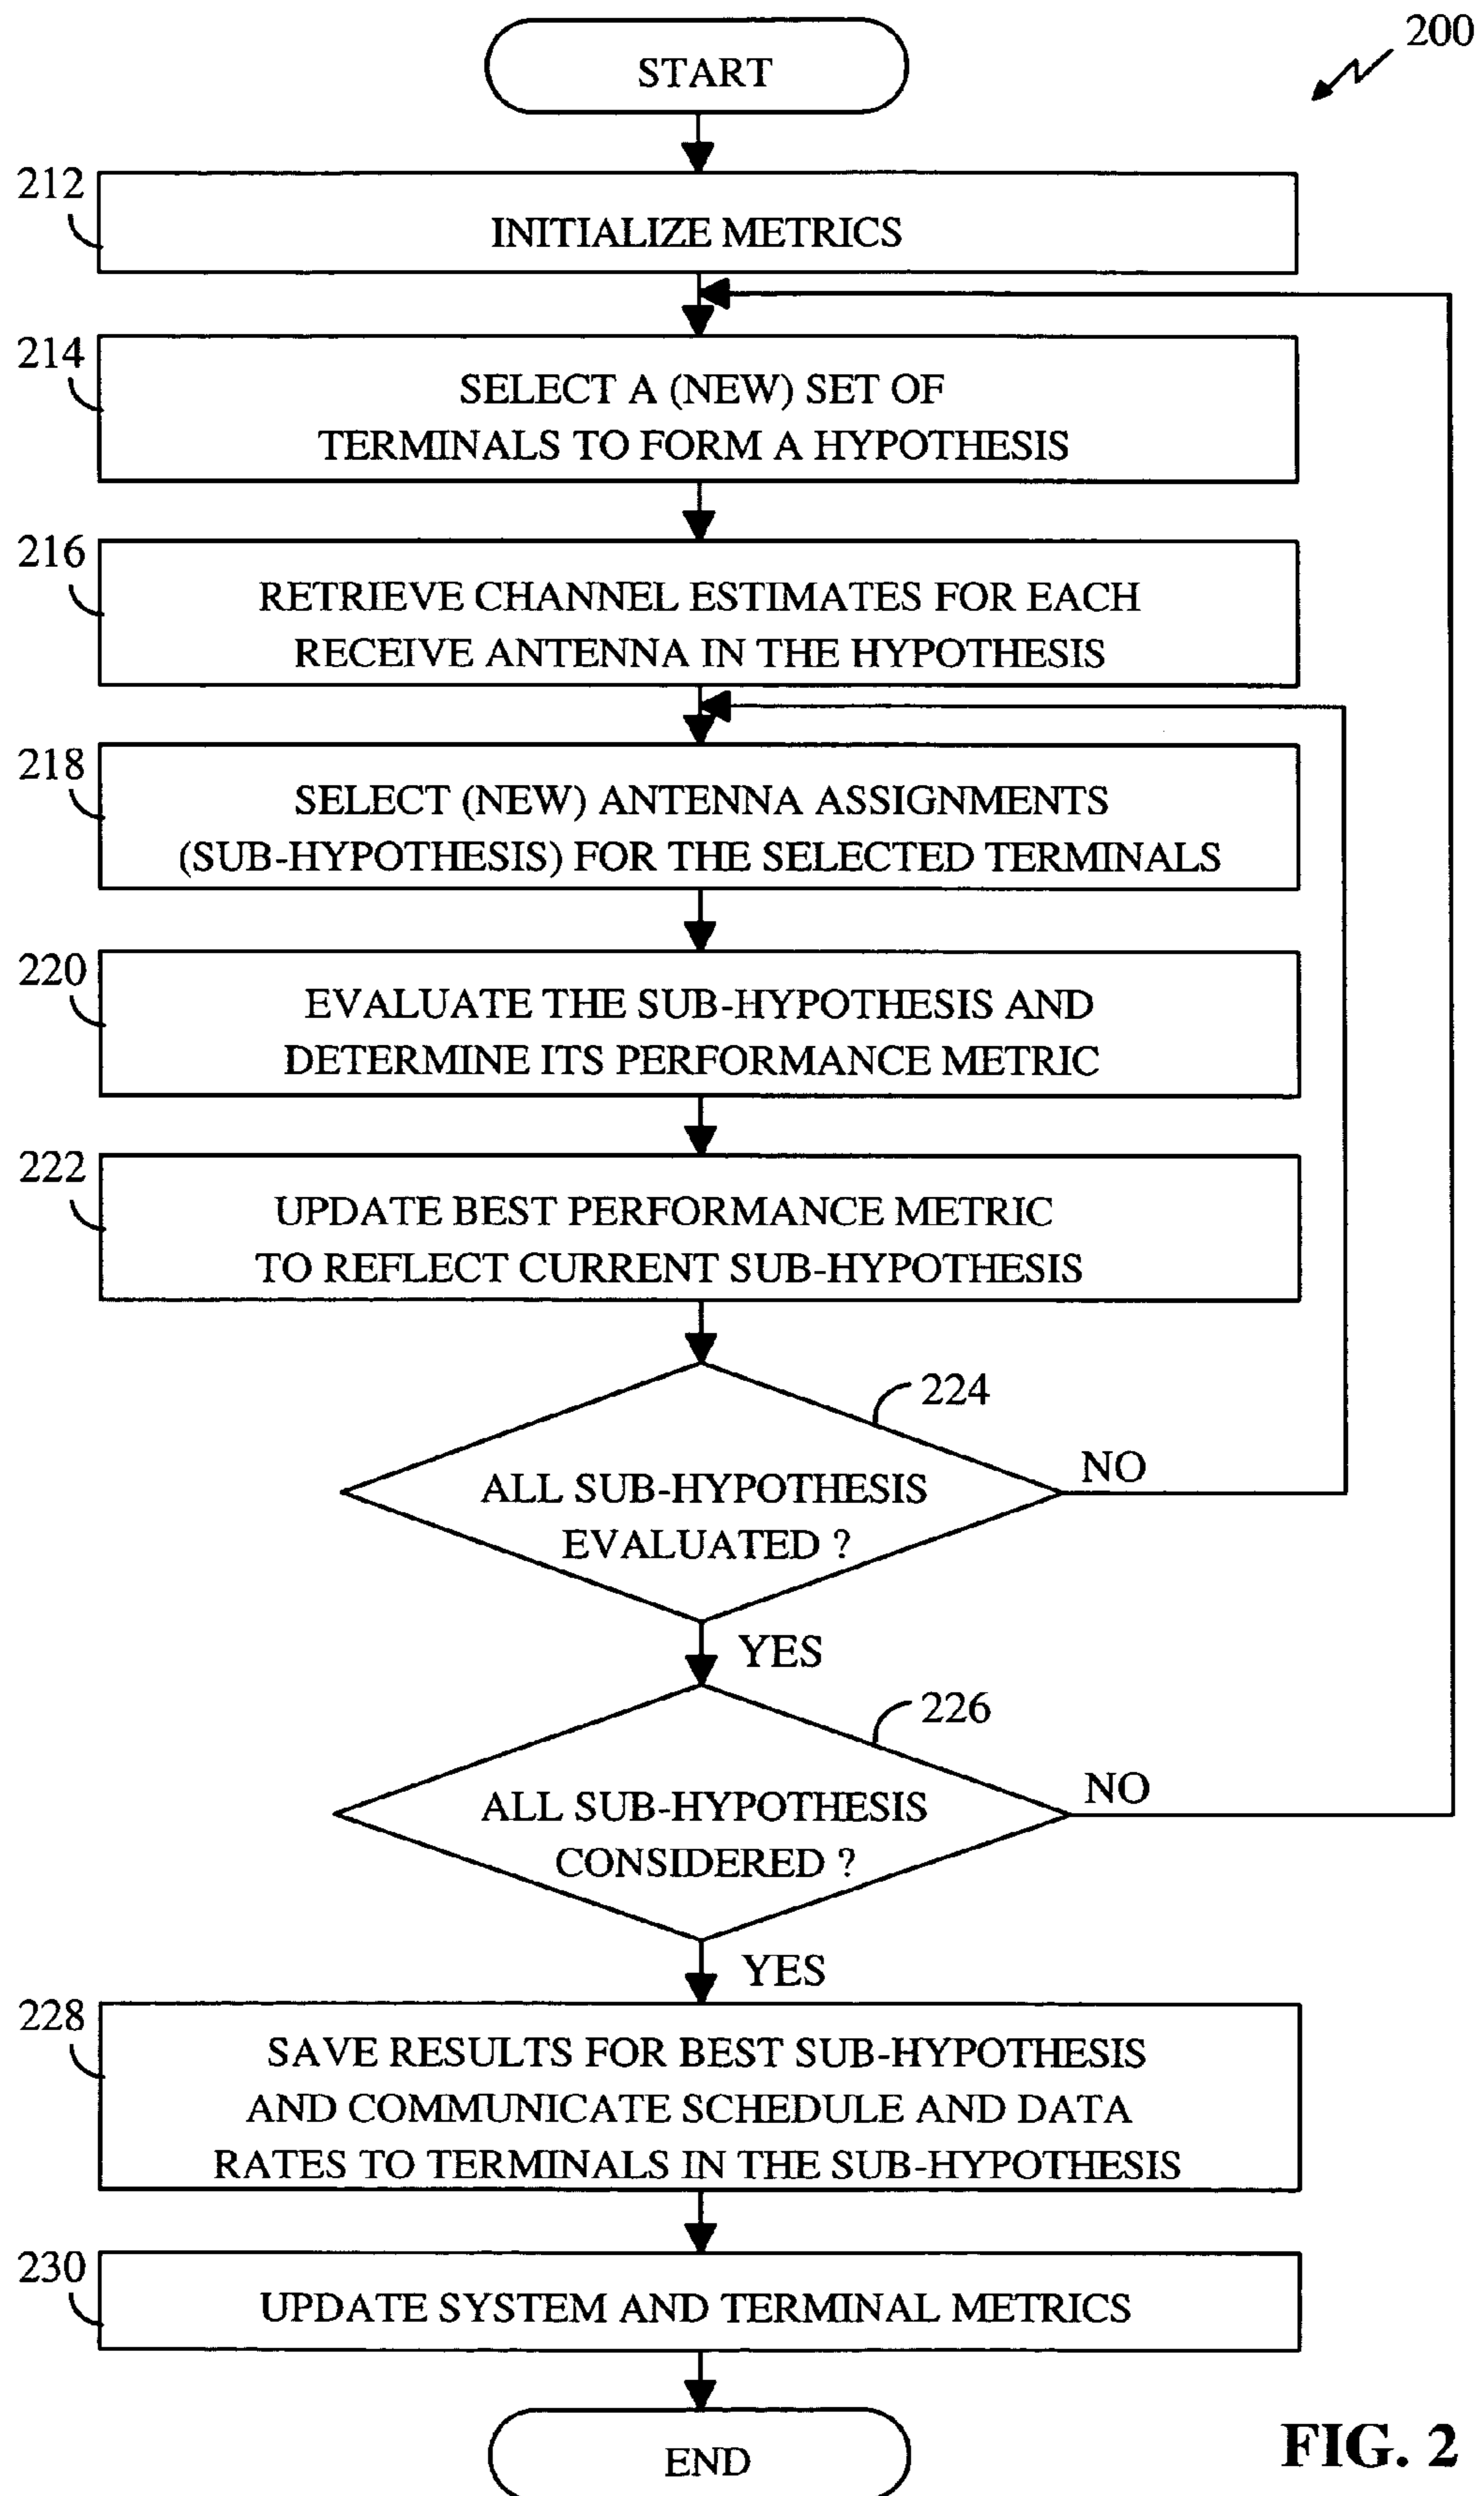 200
START
212
INITIALIZE METRICS
214
SELECT A (NEW) SET OF
TERMINALS TO FORM A HYPOTHESIS
216
RETRIEVE CHANNEL ESTIMATES FOR EACH
RECEIVE ANTENNA IN THE HYPOTHESIS
218
SELECT (NEW) ANTENNA ASSIGNMENTS
(SUB-HYPOTHESIS) FOR THE SELECTED TERMINALS
220
EVALUATE THE SUB-HYPOTHESIS AND
DETERMINE ITS PERFORMANCE METRIC
222
UPDATE BEST PERFORMANCE METRIC
TO REFLECT CURRENT SUB-HYPOTHESIS
224
ALL SUB-HYPOTHESIS
EVALUATED ?
NO
YES
226
ALL SUB-HYPOTHESIS
CONSIDERED ?
NO
YES
228
SAVE RESULTS FOR BEST SUB-HYPOTHESIS
AND COMMUNICATE SCHEDULE AND DATA
RATES TO TERMINALS IN THE SUB-HYPOTHESIS
230
UPDATE SYSTEM AND TERMINAL METRICS
END
FIG. 2